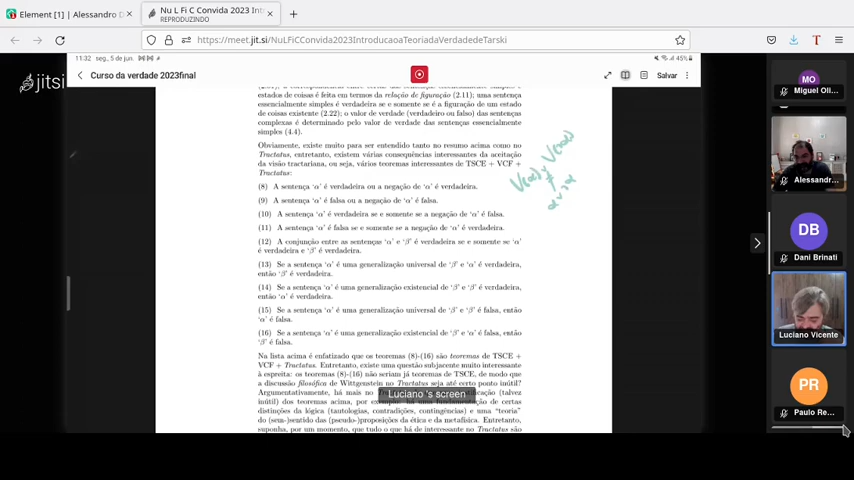 Element [1] | Alessandro D
Nu L Fi C Convida 2023 Int
REPRODUZINDO
https://meet.jit.si/NuLFiCConvida2023IntroducaoaTeoriadaVerdadedeTarski
11:32 seg., 5 de jun.
45%
jitsi
Curso da verdade 2023final
Salvar
estados de coisas é feita em termos da relação de figuração (2.11); uma sentença
essencialmente simples é verdadeira se e somente se é a figuração de um estado
de coisas existente (2.22); o valor de verdade (verdadeiro ou falso) das sentenças
complexas é determinado pelo valor de verdade das sentenças essencialmente
simples (4.4).
Obviamente, existe muito para ser entendido tanto no resumo acima como no
Tractatus, entretanto, existem várias consequências interessantes da aceitação
da visão tractariana, ou seja, vários teoremas interessantes de TSCE + VCF +
Tractatus:
(8) A sentença 'α' é verdadeira ou a negação de 'α' é verdadeira.
(9) A sentença 'α' é falsa ou a negação de 'α' é falsa.
(10) A sentença 'α' é verdadeira se e somente se a negação de 'α' é falsa.
(11) A sentença 'α' é falsa se e somente se a negação de 'α' é verdadeira.
(12) A conjunção entre as sentenças 'α' e 'β' é verdadeira se e somente se 'α'
é verdadeira e 'β' é verdadeira.
(13) Se a sentença 'α' é uma generalização universal de 'β' e 'α' é verdadeira,
então 'β' é verdadeira.
(14) Se a sentença 'α' é uma generalização existencial de 'β' e 'β' é verdadeira,
então 'α' é verdadeira.
(15) Se a sentença 'α' é uma generalização universal de 'β' e 'β' é falsa, então
'α' é falsa.
(16) Se a sentença 'α' é uma generalização existencial de 'β' e 'α' é falsa, então
'β' é falsa.
Na lista acima é enfatizado que os teoremas (8)-(16) são teoremas de TSCE +
VCF + Tractatus. Entretanto, existe uma questão subjacente muito interessante
à espreita: os teoremas (8)-(16) não seriam já teoremas de TSCE, de modo que
a discussão filosófica de Wittgenstein no Tractatus seja até certo ponto inútil?
Argumentativamente, há mais no
(talvez
inútil) dos teoremas acima, por
há uma fundamentação de certas
distinções da lógica (tautologias, contradições, contingências) e uma "teoria"
do (sem-)sentido das (pseudo-)proposições da ética e da metafísica. Entretanto,
suponha, por um momento, que tudo o que há de interessante no Tractatus são
V(α) v V(¬α)
α v ¬α
Luciano 's screen
MO
Miguel Oli...
Alessandr...
DB
Dani Brinati
Luciano Vicente
PR
Paulo Re...